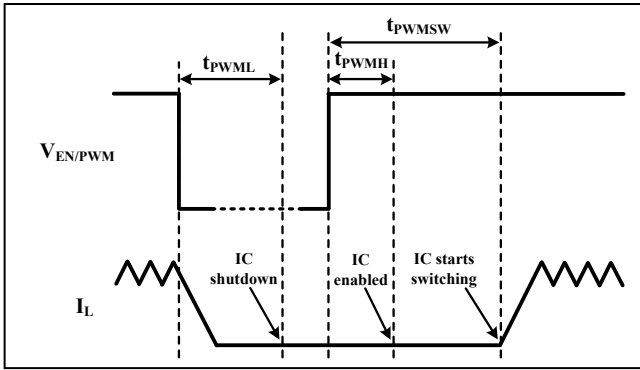 tPWMSW
tPWML
tPWMH
VEN/PWM
IC
shutdown
IC
enabled
IC starts
switching
IL